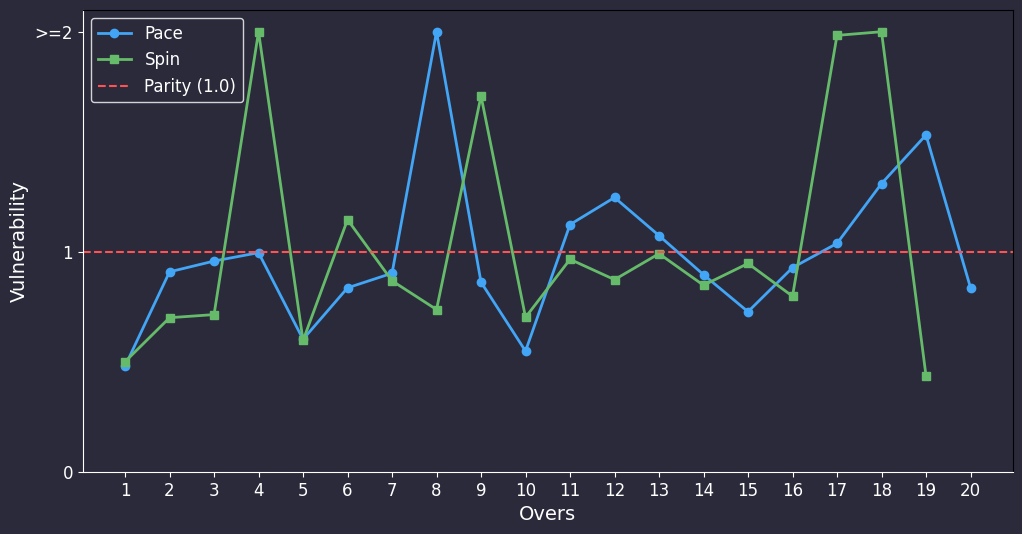 Pace
Spin
Parity (1.0)
>=2
1
0
Vulnerability
1 2 3 4 5 6 7 8 9 10 11 12 13 14 15 16 17 18 19 20
Overs